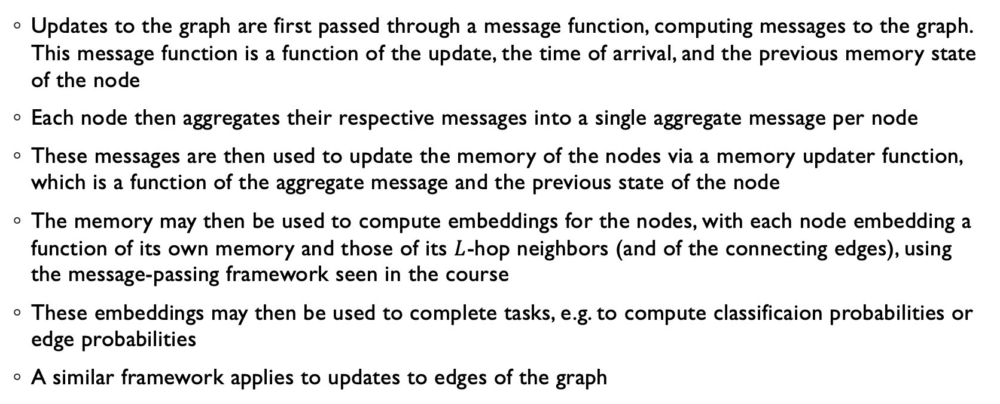 ◦ Updates to the graph are first passed through a message function, computing messages to the graph.
This message function is a function of the update, the time of arrival, and the previous memory state
of the node
◦ Each node then aggregates their respective messages into a single aggregate message per node
◦ These messages are then used to update the memory of the nodes via a memory updater function,
which is a function of the aggregate message and the previous state of the node
◦ The memory may then be used to compute embeddings for the nodes, with each node embedding a
function of its own memory and those of its L-hop neighbors (and of the connecting edges), using
the message-passing framework seen in the course
◦ These embeddings may then be used to complete tasks, e.g. to compute classificaion probabilities or
edge probabilities
◦ A similar framework applies to updates to edges of the graph